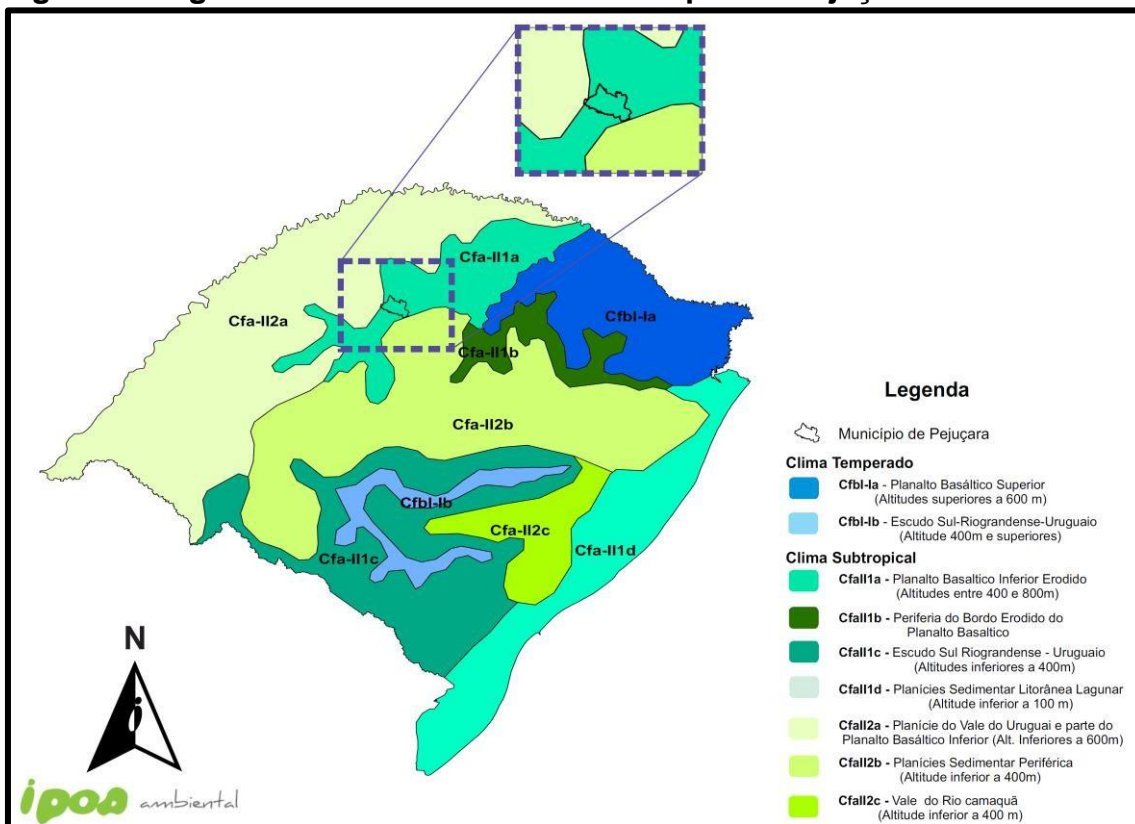 Cfa-II1a
Cfa-II2a
CfbI-Ia
Cfa-II1b
Cfa-II2b
CfbI-Ib
Cfa-II2c
Cfa-II1c
Cfa-II1d
N
ipoa ambiental
Legenda
Município de Pejuçara
Clima Temperado
CfbI-Ia - Planalto Basáltico Superior
(Altitudes superiores a 600 m)
CfbI-Ib - Escudo Sul-Riograndense-Uruguaio
(Altitude 400m e superiores)
Clima Subtropical
CfaII1a - Planalto Basaltico Inferior Erodido
(Altitudes entre 400 e 800m)
CfaII1b - Periferia do Bordo Erodido do
Planalto Basaltico
CfaII1c - Escudo Sul Riograndense - Uruguaio
(Altitudes inferiores a 400m)
CfaII1d - Planícies Sedimentar Litorânea Lagunar
(Altitude inferior a 100 m)
CfaII2a - Planície do Vale do Uruguai e parte do
Planalto Basáltico Inferior (Alt. Inferiores a 600m)
CfaII2b - Planícies Sedimentar Periférica
(Altitude inferior a 400m)
CfaII2c - Vale do Rio camaquã
(Altitude inferior a 400 m)